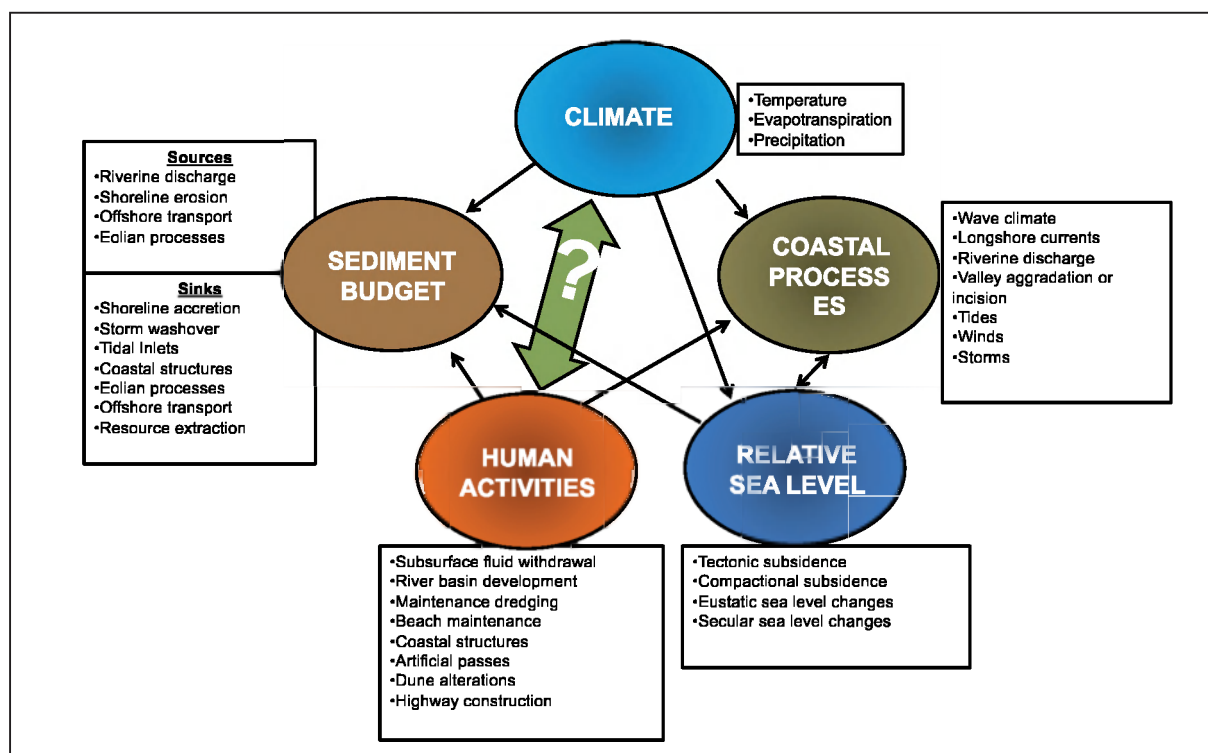 CLIMATE
•Temperature
•Evapotranspiration
•Precipitation
Sources
•Riverine discharge
•Shoreline erosion
•Offshore transport
•Eolian processes
Sinks
•Shoreline accretion
•Storm washover
•Tidal Inlets
•Coastal structures
•Eolian processes
•Offshore transport
•Resource extraction
SEDIMENT
BUDGET
?
COASTAL
PROCESS
ES
•Wave climate
•Longshore currents
•Riverine discharge
•Valley aggradation or
incision
•Tides
•Winds
•Storms
HUMAN
ACTIVITIES
•Subsurface fluid withdrawal
•River basin development
•Maintenance dredging
•Beach maintenance
•Coastal structures
•Artificial passes
•Dune alterations
•Highway construction
RELATIVE
SEA LEVEL
•Tectonic subsidence
•Compactional subsidence
•Eustatic sea level changes
•Secular sea level changes